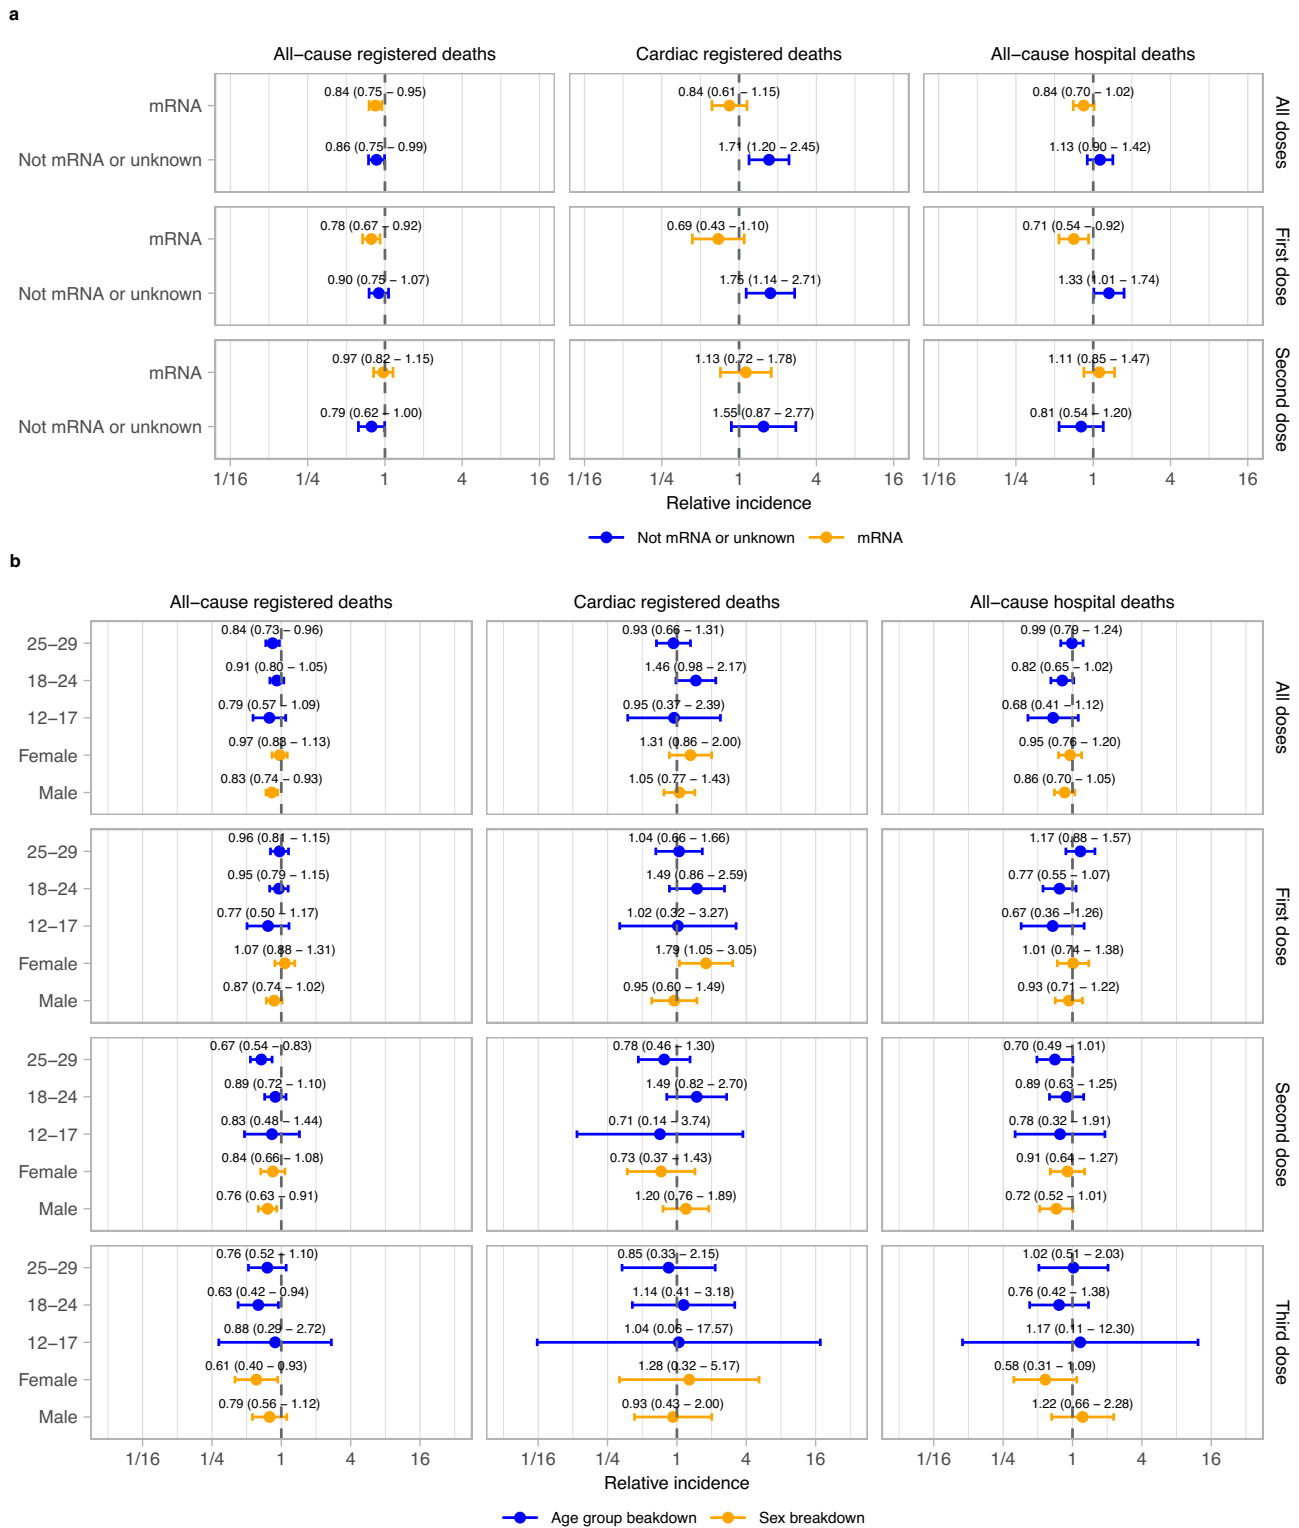 a
All−cause registered deaths Cardiac registered deaths All−cause hospital deaths
All doses
mRNA 0.84 (0.75 − 0.95) 0.84 (0.61 − 1.15) 0.84 (0.70 − 1.02)
Not mRNA or unknown 0.86 (0.75 − 0.99) 1.71 (1.20 − 2.45) 1.13 (0.90 − 1.42)
First dose
mRNA 0.78 (0.67 − 0.92) 0.69 (0.43 − 1.10) 0.71 (0.54 − 0.92)
Not mRNA or unknown 0.90 (0.75 − 1.07) 1.75 (1.14 − 2.71) 1.33 (1.01 − 1.74)
Second dose
mRNA 0.97 (0.82 − 1.15) 1.13 (0.72 − 1.78) 1.11 (0.85 − 1.47)
Not mRNA or unknown 0.79 (0.62 − 1.00) 1.55 (0.87 − 2.77) 0.81 (0.54 − 1.20)
1/16 1/4 1 4 16 1/16 1/4 1 4 16 1/16 1/4 1 4 16
Relative incidence
Not mRNA or unknown mRNA
b
All−cause registered deaths Cardiac registered deaths All−cause hospital deaths
All doses
25−29 0.84 (0.73 − 0.96) 0.93 (0.66 − 1.31) 0.99 (0.79 − 1.24)
18−24 0.91 (0.80 − 1.05) 1.46 (0.98 − 2.17) 0.82 (0.65 − 1.02)
12−17 0.79 (0.57 − 1.09) 0.95 (0.37 − 2.39) 0.68 (0.41 − 1.12)
Female 0.97 (0.83 − 1.13) 1.31 (0.86 − 2.00) 0.95 (0.76 − 1.20)
Male 0.83 (0.74 − 0.93) 1.05 (0.77 − 1.43) 0.86 (0.70 − 1.05)
First dose
25−29 0.96 (0.81 − 1.15) 1.04 (0.66 − 1.66) 1.17 (0.88 − 1.57)
18−24 0.95 (0.79 − 1.15) 1.49 (0.86 − 2.59) 0.77 (0.55 − 1.07)
12−17 0.77 (0.50 − 1.17) 1.02 (0.32 − 3.27) 0.67 (0.36 − 1.26)
Female 1.07 (0.88 − 1.31) 1.79 (1.05 − 3.05) 1.01 (0.74 − 1.38)
Male 0.87 (0.74 − 1.02) 0.95 (0.60 − 1.49) 0.93 (0.71 − 1.22)
Second dose
25−29 0.67 (0.54 − 0.83) 0.78 (0.46 − 1.30) 0.70 (0.49 − 1.01)
18−24 0.89 (0.72 − 1.10) 1.49 (0.82 − 2.70) 0.89 (0.63 − 1.25)
12−17 0.83 (0.48 − 1.44) 0.71 (0.14 − 3.74) 0.78 (0.32 − 1.91)
Female 0.84 (0.66 − 1.08) 0.73 (0.37 − 1.43) 0.91 (0.64 − 1.27)
Male 0.76 (0.63 − 0.91) 1.20 (0.76 − 1.89) 0.72 (0.52 − 1.01)
Third dose
25−29 0.76 (0.52 − 1.10) 0.85 (0.33 − 2.15) 1.02 (0.51 − 2.03)
18−24 0.63 (0.42 − 0.94) 1.14 (0.41 − 3.18) 0.76 (0.42 − 1.38)
12−17 0.88 (0.29 − 2.72) 1.04 (0.06 − 17.57) 1.17 (0.11 − 12.30)
Female 0.61 (0.40 − 0.93) 1.28 (0.32 − 5.17) 0.58 (0.31 − 1.09)
Male 0.79 (0.56 − 1.12) 0.93 (0.43 − 2.00) 1.22 (0.66 − 2.28)
1/16 1/4 1 4 16 1/16 1/4 1 4 16 1/16 1/4 1 4 16
Relative incidence
Age group beakdown Sex breakdown